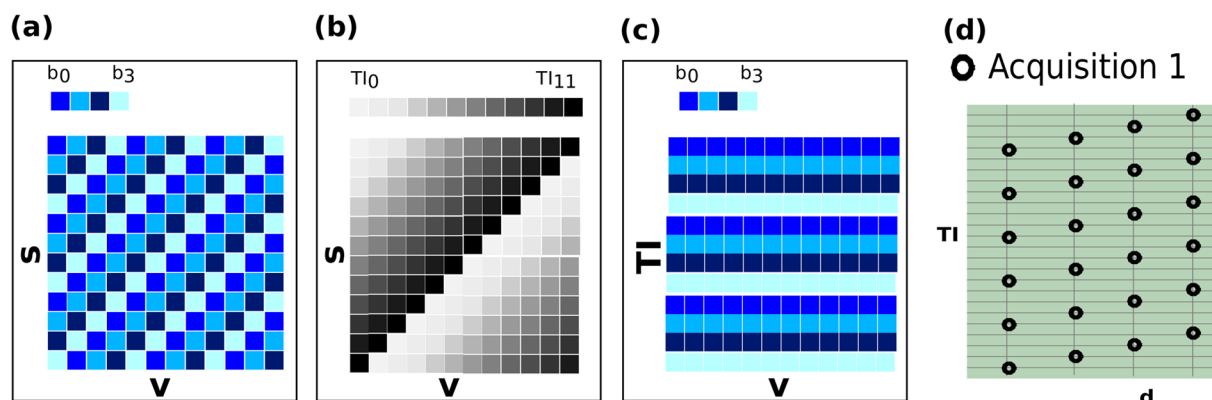 (a)
b0 b3
S
V
(b)
TI0 TI11
S
V
(c)
b0 b3
TI
V
(d)
Acquisition 1
TI
d